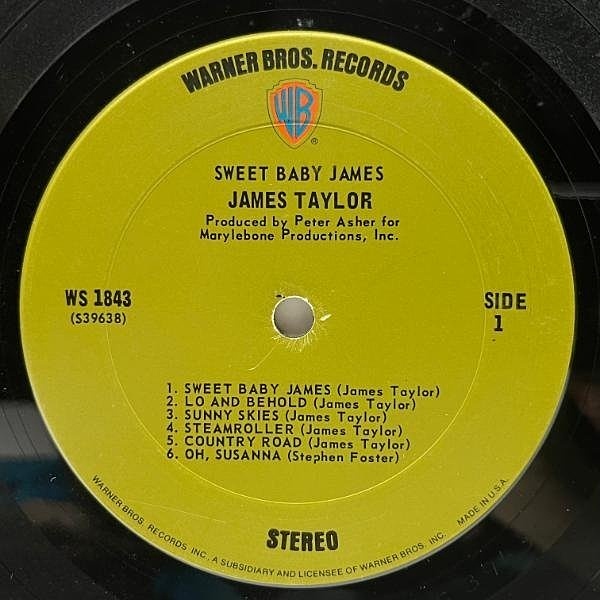 WARNER BROS. RECORDS
WB
®
SWEET BABY JAMES
JAMES TAYLOR
Produced by Peter Asher for
Marylebone Productions, Inc.
WS 1843
(S39638)
SIDE
1
1. SWEET BABY JAMES (James Taylor)
2. LO AND BEHOLD (James Taylor)
3. SUNNY SKIES (James Taylor)
4. STEAMROLLER (James Taylor)
5. COUNTRY ROAD (James Taylor)
6. OH, SUSANNA (Stephen Foster)
STEREO
WARNER BROS. RECORDS INC., A SUBSIDIARY AND LICENSEE OF WARNER BROS. INC. MADE IN U.S.A.